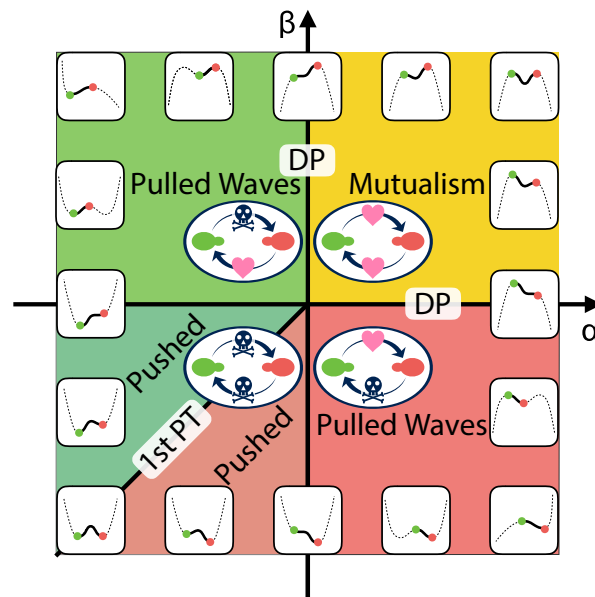 β
DP
Pulled Waves
Mutualism
DP
α
Pushed
1st PT
Pushed
Pulled Waves